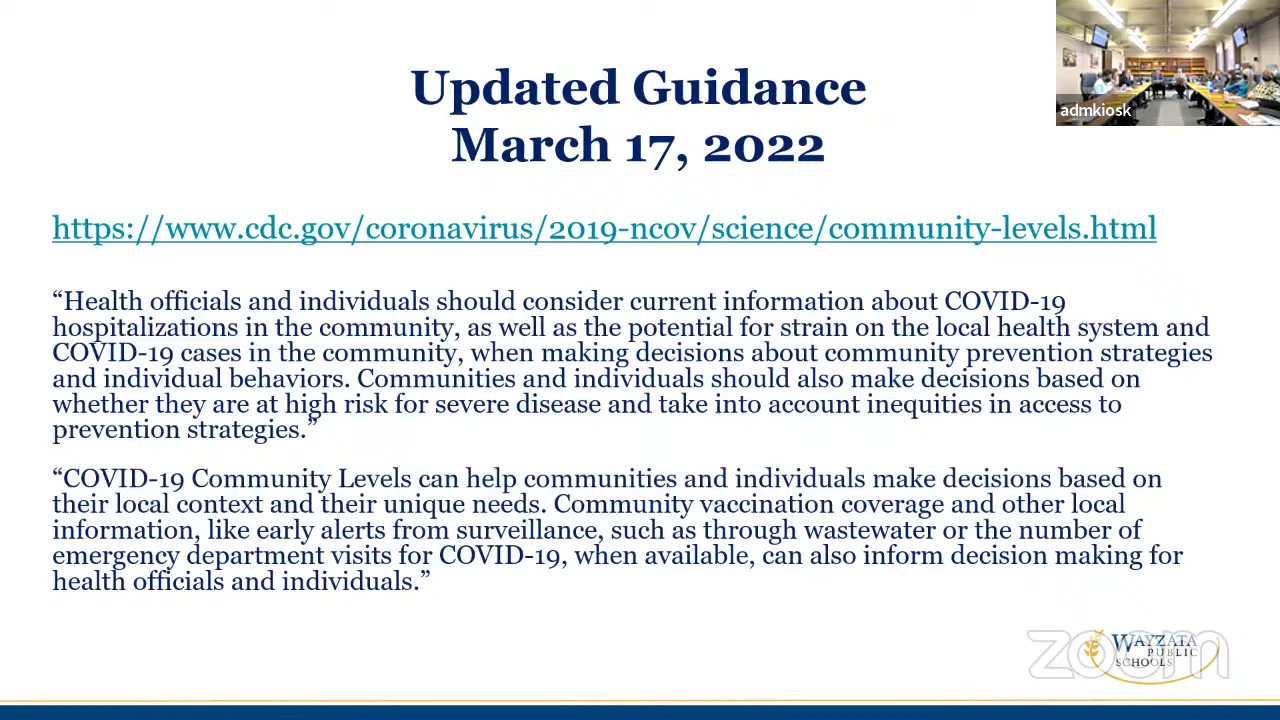 Updated Guidance
March 17, 2022
admkiosk
https://www.cdc.gov/coronavirus/2019-ncov/science/community-levels.html
“Health officials and individuals should consider current information about COVID-19
hospitalizations in the community, as well as the potential for strain on the local health system and
COVID-19 cases in the community, when making decisions about community prevention strategies
and individual behaviors. Communities and individuals should also make decisions based on
whether they are at high risk for severe disease and take into account inequities in access to
prevention strategies.”
“COVID-19 Community Levels can help communities and individuals make decisions based on
their local context and their unique needs. Community vaccination coverage and other local
information, like early alerts from surveillance, such as through wastewater or the number of
emergency department visits for COVID-19, when available, can also inform decision making for
health officials and individuals.”
zoom
WAYZATA
PUBLIC
SCHOOLS